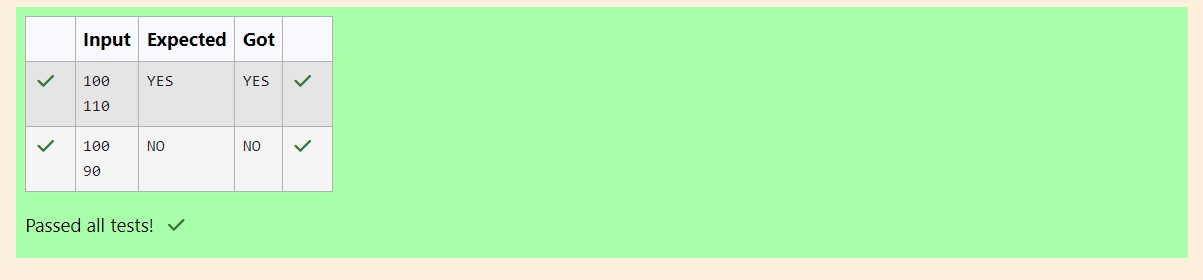 Input Expected Got
100 YES YES
110
100 NO NO
90
Passed all tests!